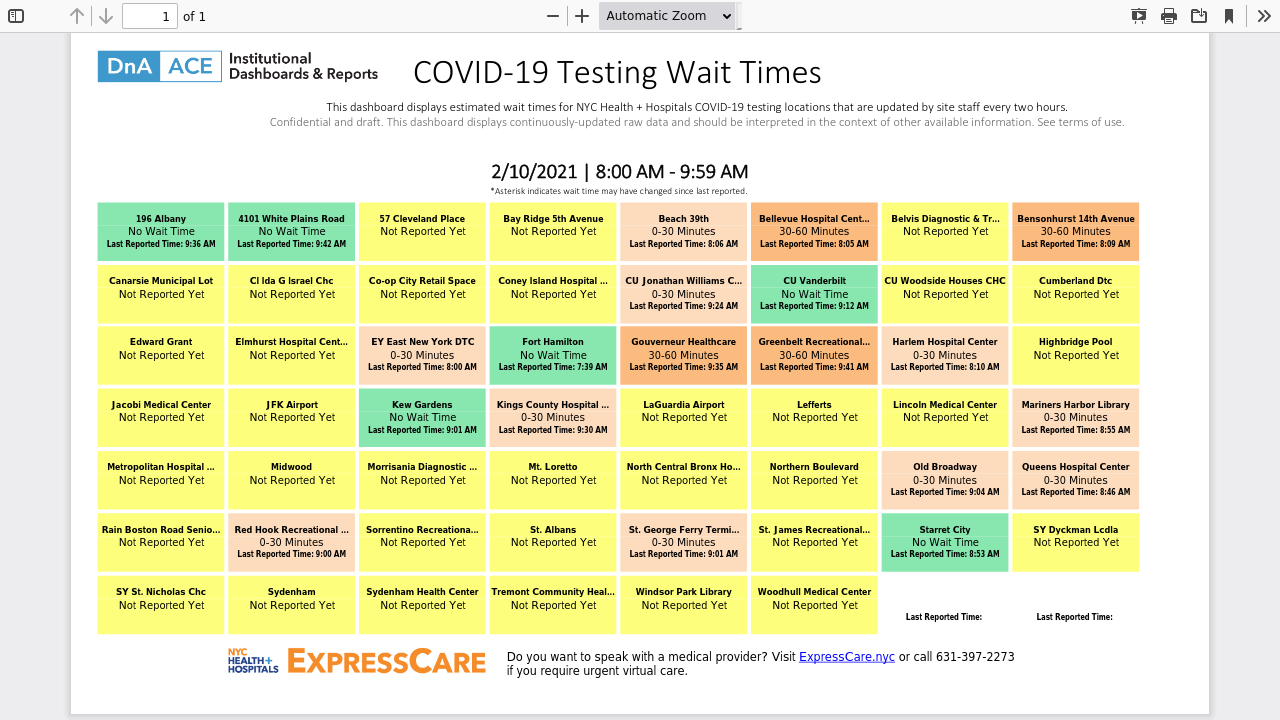 1 of 1 Automatic Zoom
DnA ACE Institutional
Dashboards & Reports
COVID-19 Testing Wait Times
This dashboard displays estimated wait times for NYC Health + Hospitals COVID-19 testing locations that are updated by site staff every two hours.
Confidential and draft. This dashboard displays continuously-updated raw data and should be interpreted in the context of other available information. See terms of use.
2/10/2021 | 8:00 AM - 9:59 AM
*Asterisk indicates wait time may have changed since last reported.
196 Albany 4101 White Plains Road 57 Cleveland Place Bay Ridge 5th Avenue Beach 39th Bellevue Hospital Cent... Belvis Diagnostic & Tr... Bensonhurst 14th Avenue
No Wait Time No Wait Time Not Reported Yet Not Reported Yet 0-30 Minutes 30-60 Minutes Not Reported Yet 30-60 Minutes
Last Reported Time: 9:36 AM Last Reported Time: 9:42 AM Last Reported Time: 8:06 AM Last Reported Time: 8:05 AM Last Reported Time: 8:09 AM
Canarsie Municipal Lot CI Ida G Israel Chc Co-op City Retail Space Coney Island Hospital ... CU Jonathan Williams C... CU Vanderbilt CU Woodside Houses CHC Cumberland Dtc
Not Reported Yet Not Reported Yet Not Reported Yet Not Reported Yet 0-30 Minutes No Wait Time Not Reported Yet Not Reported Yet
Last Reported Time: 9:24 AM Last Reported Time: 9:12 AM
Edward Grant Elmhurst Hospital Cent... EY East New York DTC Fort Hamilton Gouverneur Healthcare Greenbelt Recreational... Harlem Hospital Center Highbridge Pool
Not Reported Yet Not Reported Yet 0-30 Minutes No Wait Time 30-60 Minutes 30-60 Minutes 0-30 Minutes Not Reported Yet
Last Reported Time: 8:00 AM Last Reported Time: 7:39 AM Last Reported Time: 9:35 AM Last Reported Time: 9:41 AM Last Reported Time: 8:10 AM
Jacobi Medical Center JFK Airport Kew Gardens Kings County Hospital ... LaGuardia Airport Lefferts Lincoln Medical Center Mariners Harbor Library
Not Reported Yet Not Reported Yet No Wait Time 0-30 Minutes Not Reported Yet Not Reported Yet Not Reported Yet 0-30 Minutes
Last Reported Time: 9:01 AM Last Reported Time: 9:30 AM Last Reported Time: 8:55 AM
Metropolitan Hospital ... Midwood Morrisania Diagnostic ... Mt. Loretto North Central Bronx Ho... Northern Boulevard Old Broadway Queens Hospital Center
Not Reported Yet Not Reported Yet Not Reported Yet Not Reported Yet Not Reported Yet Not Reported Yet 0-30 Minutes 0-30 Minutes
Last Reported Time: 9:04 AM Last Reported Time: 8:46 AM
Rain Boston Road Senio... Red Hook Recreational ... Sorrentino Recreationa... St. Albans St. George Ferry Termi... St. James Recreational... Starret City SY Dyckman Lcdla
Not Reported Yet 0-30 Minutes Not Reported Yet Not Reported Yet 0-30 Minutes Not Reported Yet No Wait Time Not Reported Yet
Last Reported Time: 9:00 AM Last Reported Time: 9:01 AM Last Reported Time: 8:53 AM
SY St. Nicholas Chc Sydenham Sydenham Health Center Tremont Community Heal... Windsor Park Library Woodhull Medical Center
Not Reported Yet Not Reported Yet Not Reported Yet Not Reported Yet Not Reported Yet Not Reported Yet
Last Reported Time: Last Reported Time:
NYC
HEALTH+
HOSPITALS
EXPRESSCARE
Do you want to speak with a medical provider? Visit ExpressCare.nyc or call 631-397-2273
if you require urgent virtual care.